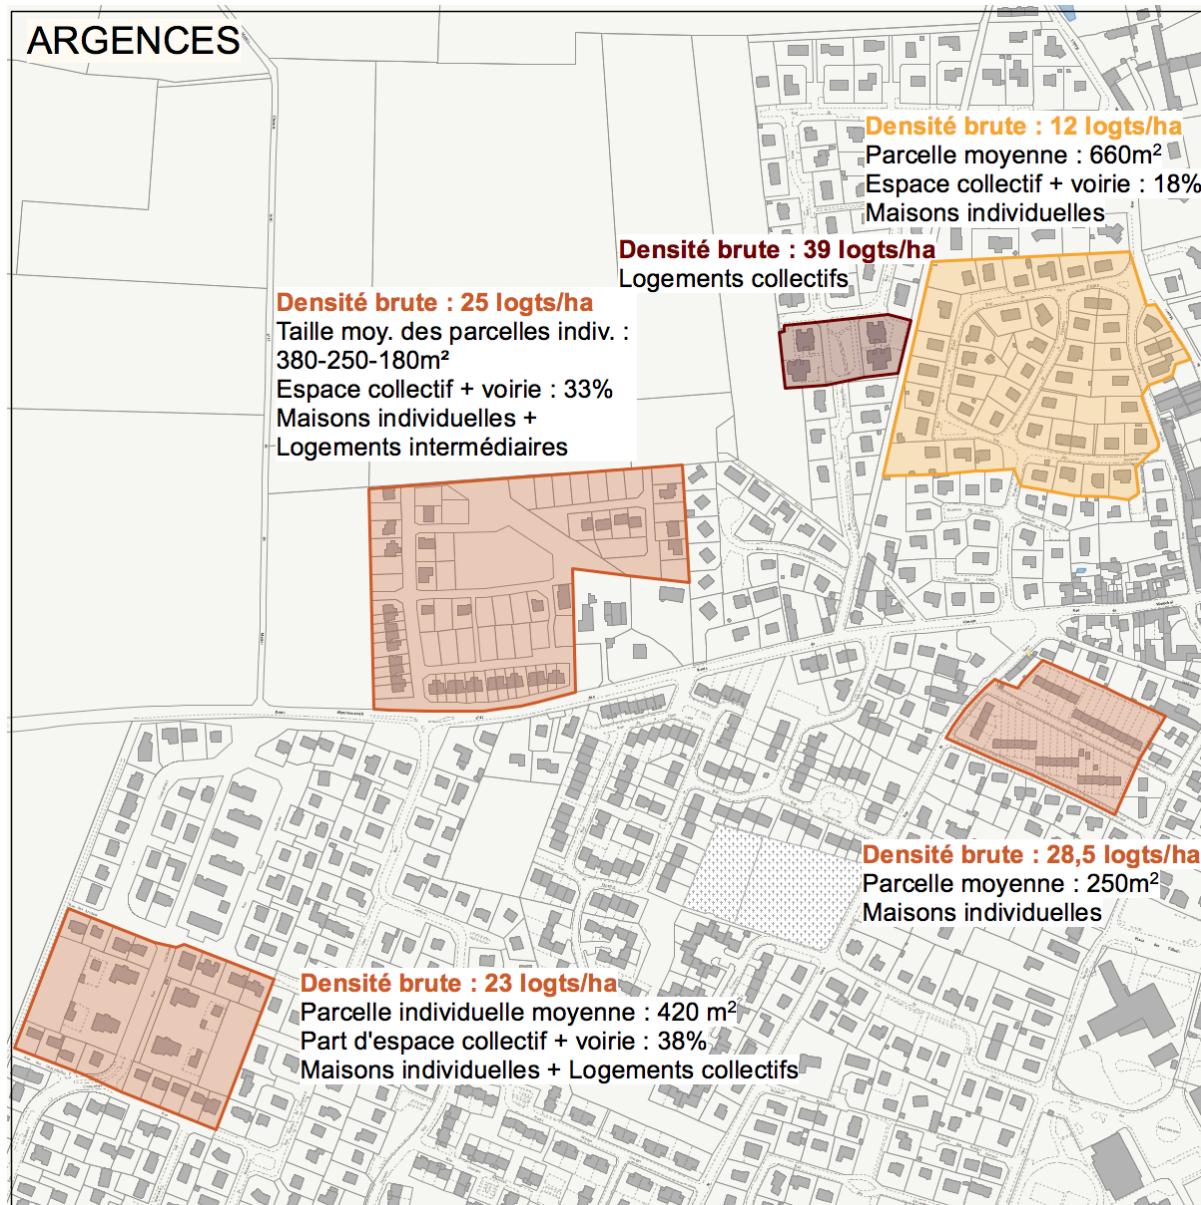 ARGENCES
Densité brute : 12 logts/ha
Parcelle moyenne : 660m²
Espace collectif + voirie : 18%
Maisons individuelles
Densité brute : 39 logts/ha
Logements collectifs
Densité brute : 25 logts/ha
Taille moy. des parcelles indiv. :
380-250-180m²
Espace collectif + voirie : 33%
Maisons individuelles +
Logements intermédiaires
Densité brute : 28,5 logts/ha
Parcelle moyenne : 250m²
Maisons individuelles
Densité brute : 23 logts/ha
Parcelle individuelle moyenne : 420 m²
Part d'espace collectif + voirie : 38%
Maisons individuelles + Logements collectifs